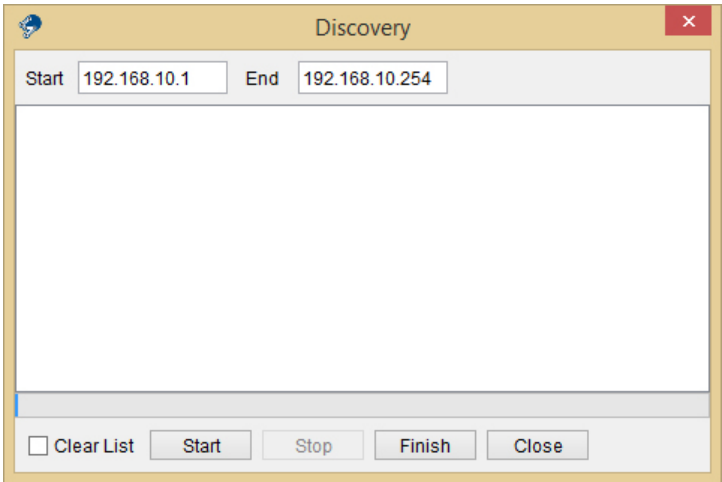 Discovery
Start 192.168.10.1 End 192.168.10.254
Clear List Start Stop Finish Close